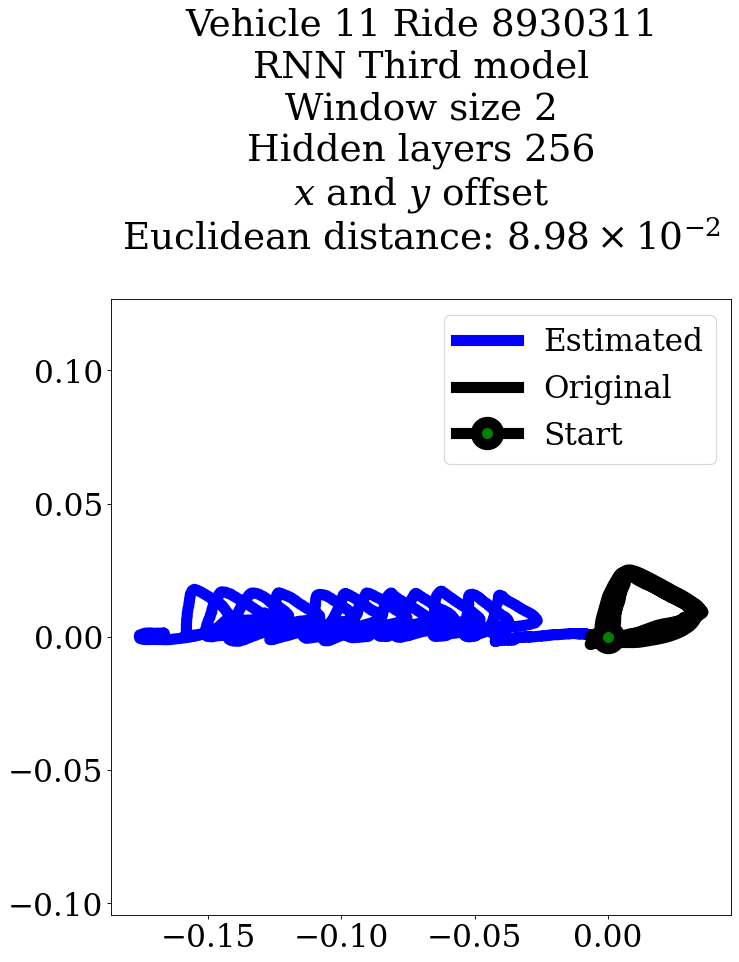 Vehicle 11 Ride 8930311
RNN Third model
Window size 2
Hidden layers 256
x and y offset
Euclidean distance: 8.98 × 10⁻²
Estimated
Original
Start
0.10
0.05
0.00
−0.05
−0.10
−0.15 −0.10 −0.05 0.00